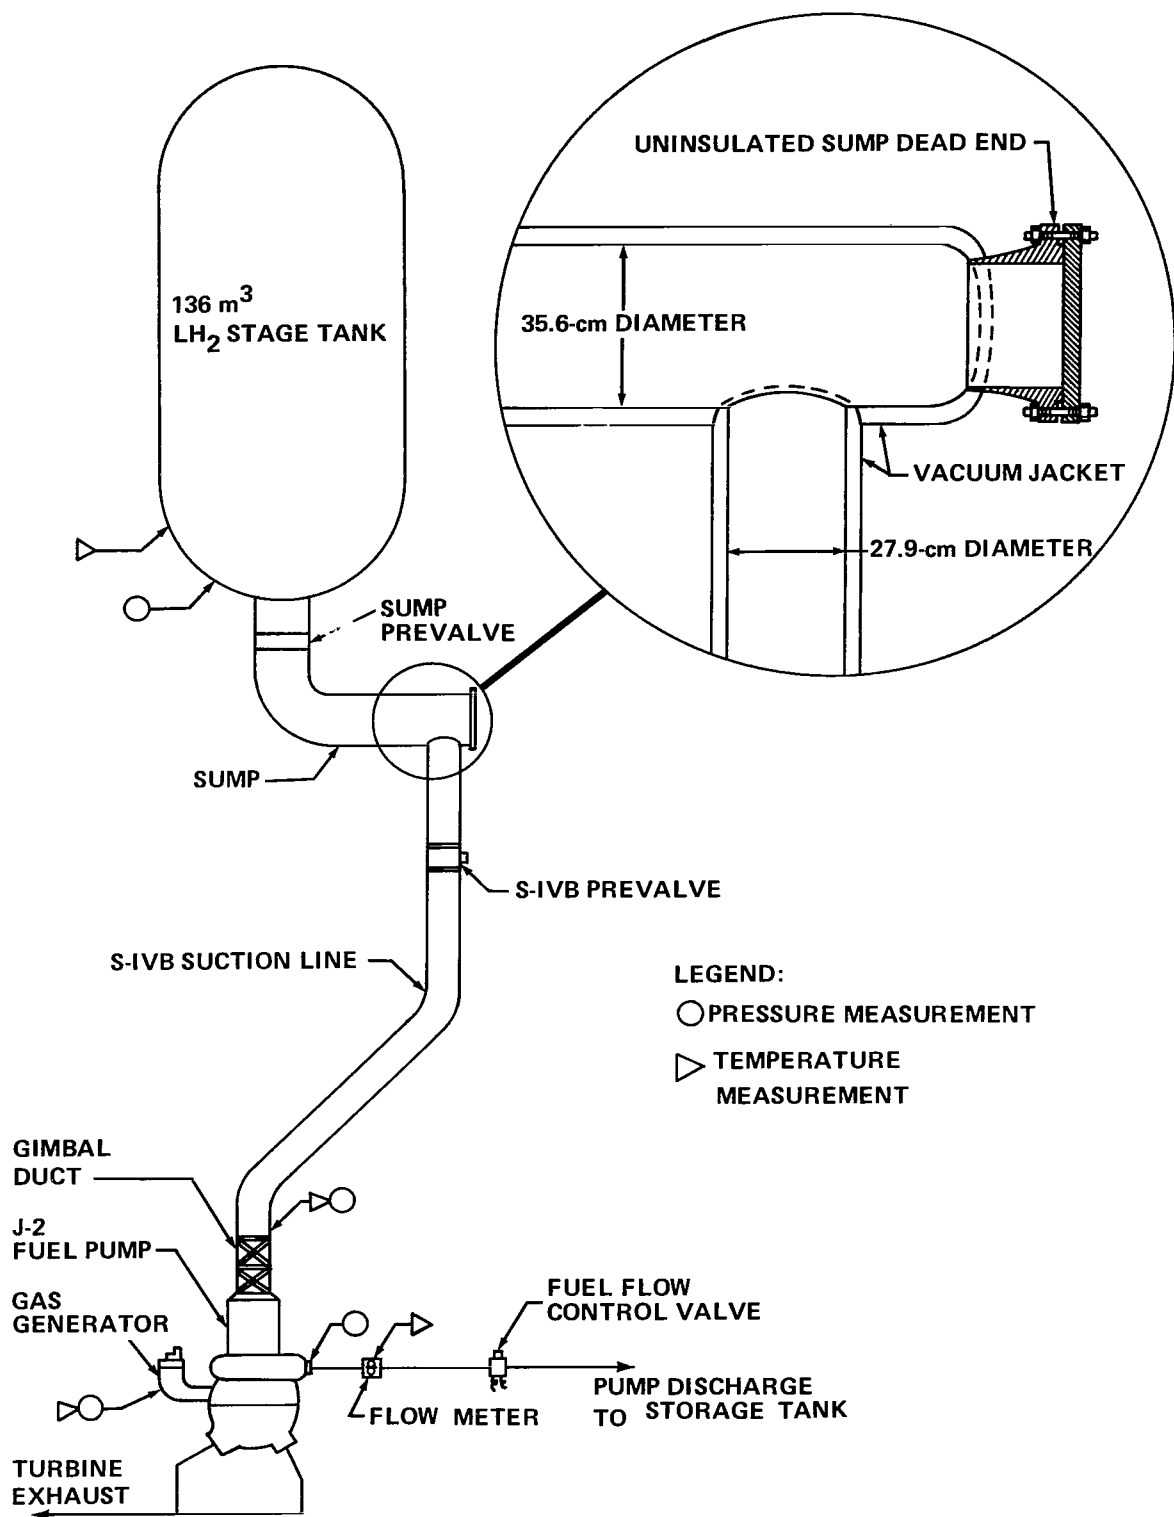 UNINSULATED SUMP DEAD END
136 m³
LH₂ STAGE TANK
35.6-cm DIAMETER
VACUUM JACKET
27.9-cm DIAMETER
SUMP
PREVALVE
SUMP
S-IVB PREVALVE
S-IVB SUCTION LINE
LEGEND:
PRESSURE MEASUREMENT
TEMPERATURE
MEASUREMENT
GIMBAL
DUCT
J-2
FUEL PUMP
GAS
GENERATOR
FUEL FLOW
CONTROL VALVE
FLOW METER
PUMP DISCHARGE
TO STORAGE TANK
TURBINE
EXHAUST